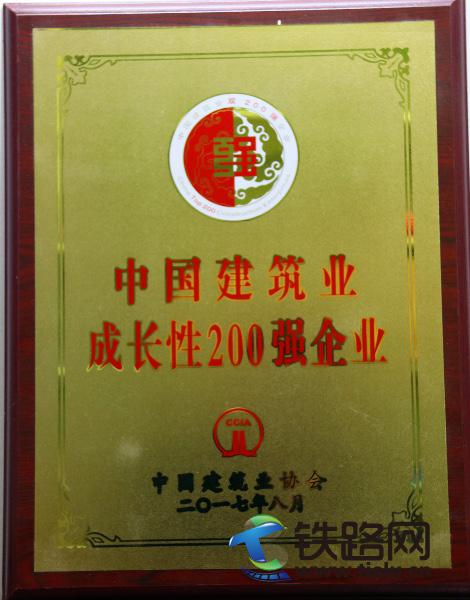 中国建筑业
成长性200强企业
CCIA
中国建筑业协会
二〇一七年八月
铁路网